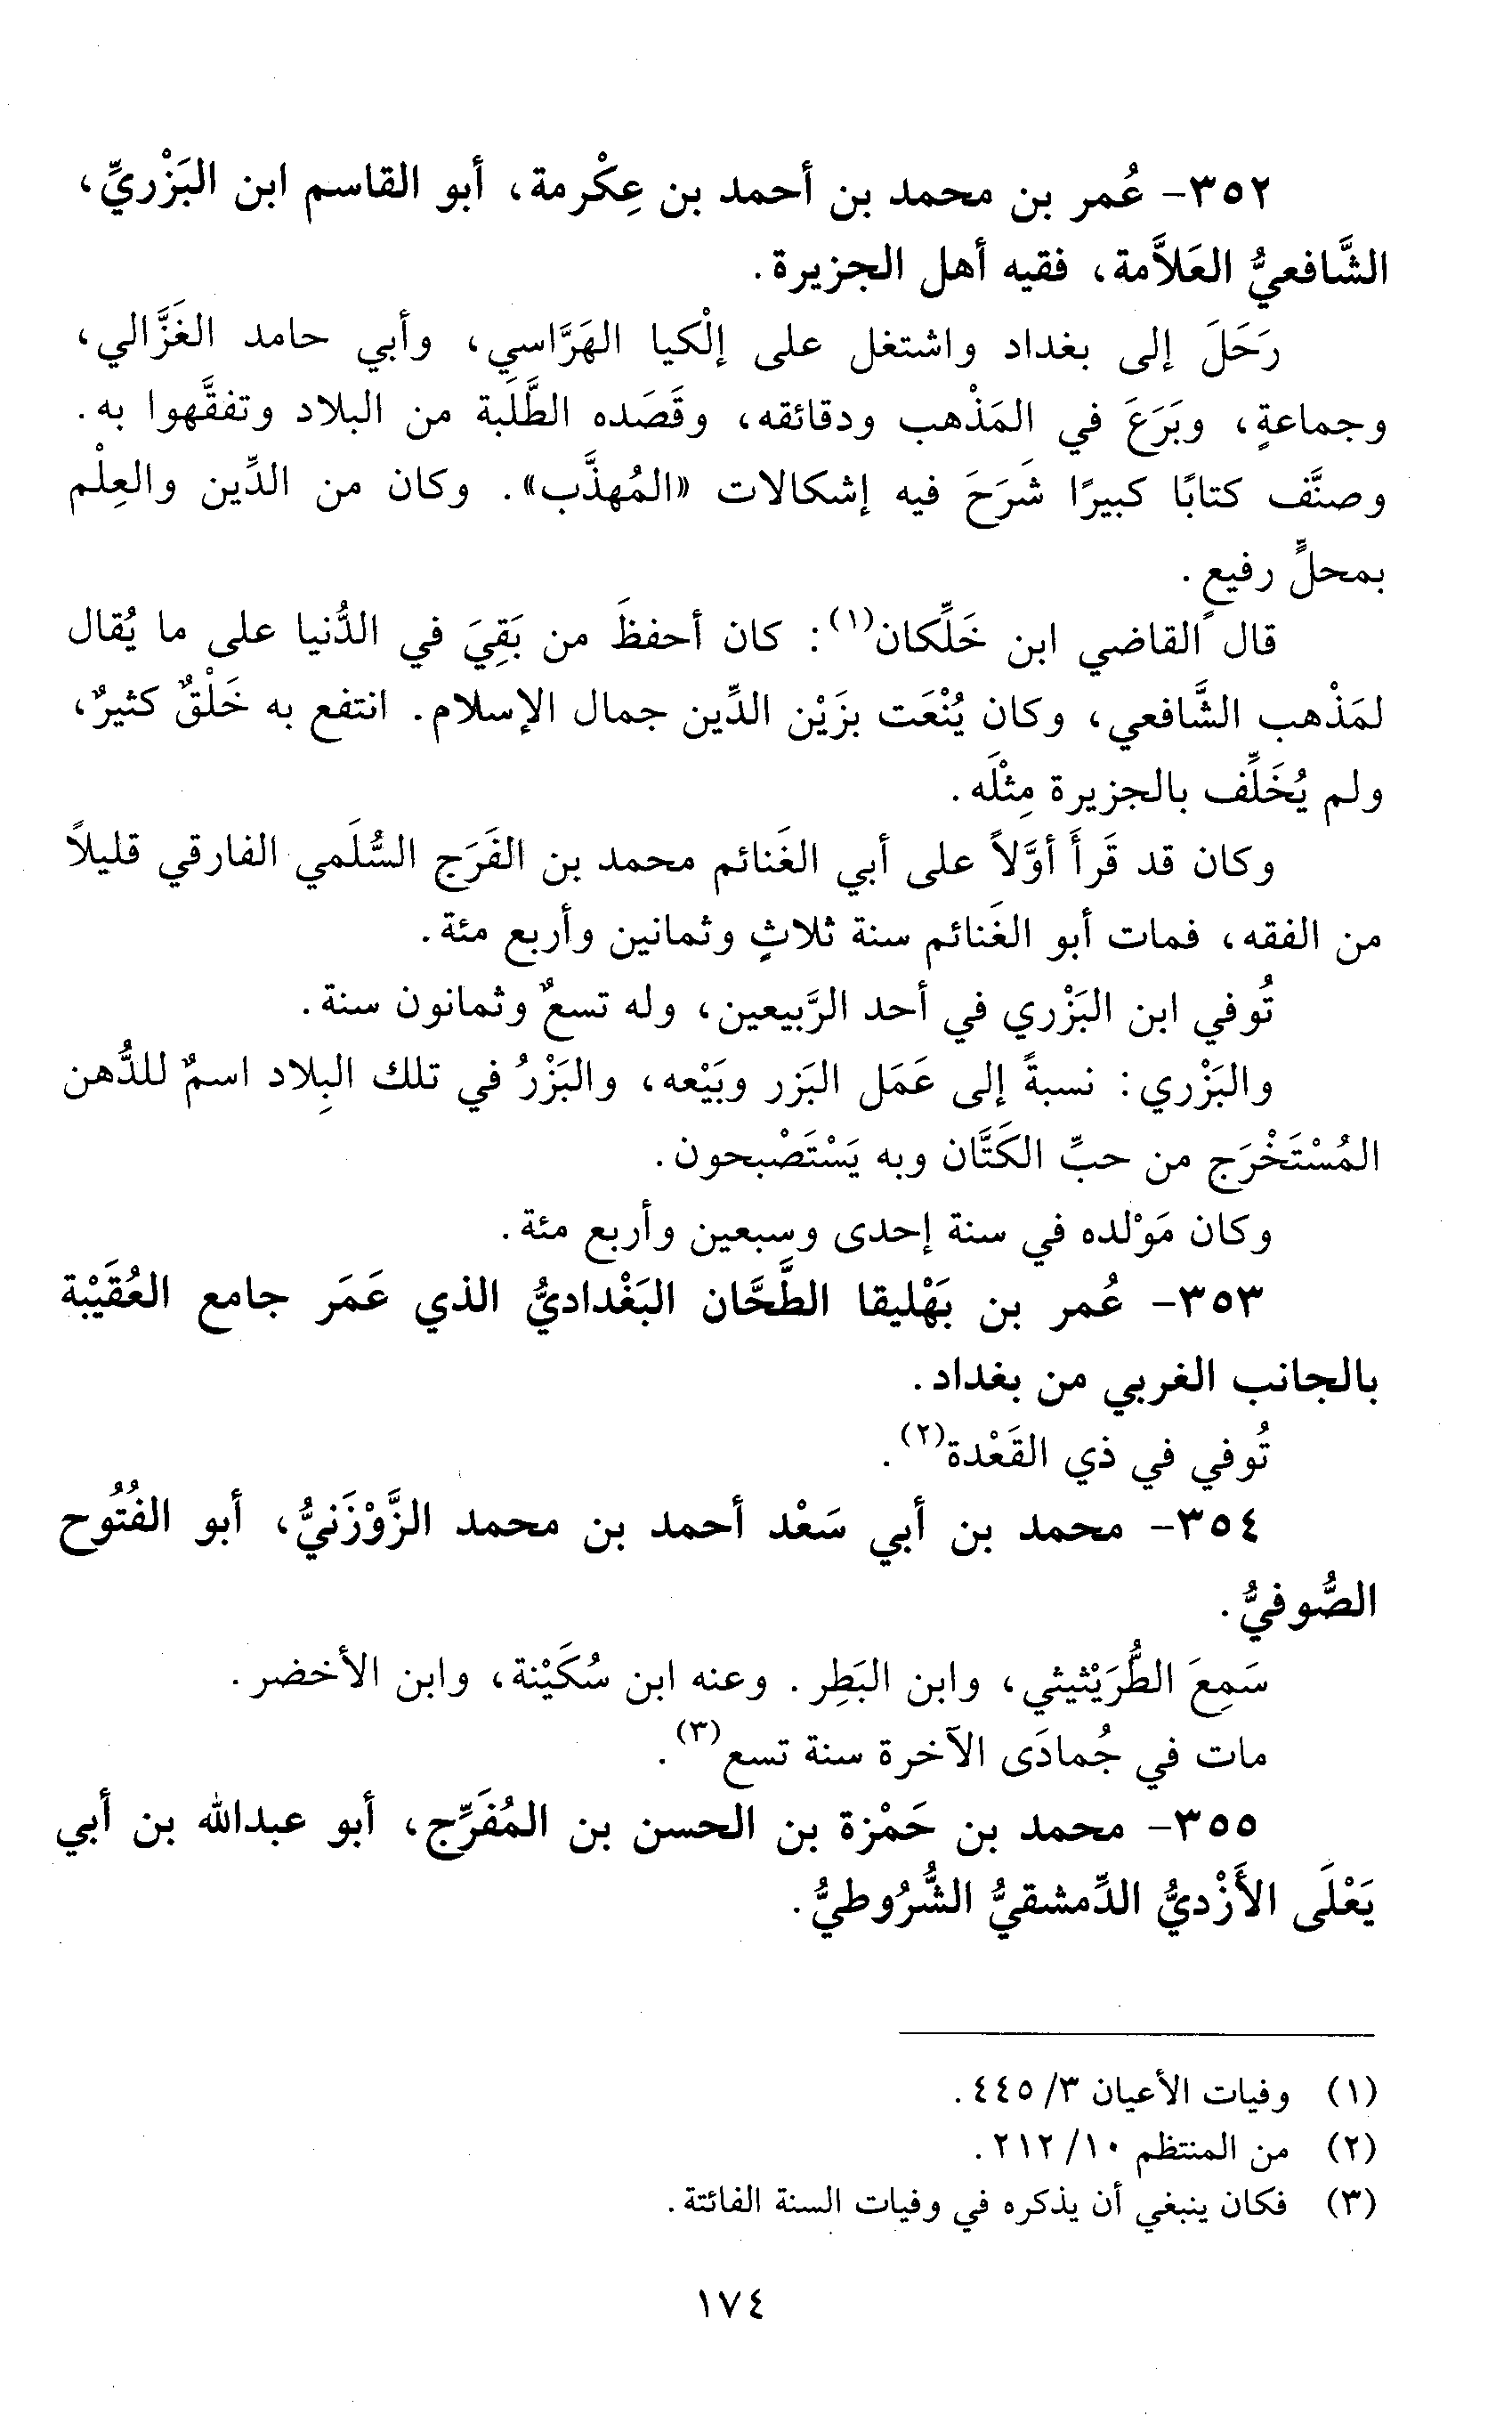 ٣٥٢- عُمر بن محمد بن أحمد بن عِكْرمة، أبو القاسم ابن البَزْريِّ،
الشَّافعيُّ العَلاَّمة، فقيه أهل الجزيرة.
رَحَلَ إلى بغداد واشتغل على إلْكيا الهَرَّاسي، وأبي حامد الغَزَّالي،
وجماعةٍ، وبَرَعَ في المَذْهب ودقائقه، وقَصَده الطَّلَبة من البلاد وتفقَّهوا به.
وصنَّف كتابًا كبيرًا شَرَحَ فيه إشكالات «المُهذَّب». وكان من الدِّين والعِلْم
بمحلٍّ رفيعٍ.
قال القاضي ابن خَلِّكان(١): كان أحفظَ من بَقِيَ في الدُّنيا على ما يُقال
لمَذْهب الشَّافعي، وكان يُنْعَت بزَيْن الدِّين جمال الإسلام. انتفع به خَلْقٌ كثيرٌ،
ولم يُخَلِّف بالجزيرة مِثْلَه.
وكان قد قَرأَ أوَّلاً على أبي الغَنائم محمد بن الفَرَج السُّلَمي الفارقي قليلاً
من الفقه، فمات أبو الغَنائم سنة ثلاثٍ وثمانين وأربع مئة.
تُوفي ابن البَزْري في أحد الرَّبيعين، وله تسعٌ وثمانون سنة.
والبَزْري: نسبةً إلى عَمَل البَزر وبَيْعه، والبَزْرُ في تلك البِلاد اسمٌ للدُّهن
المُسْتَخْرَج من حبِّ الكَتَّان وبه يَسْتَصْبحون.
وكان مَوْلده في سنة إحدى وسبعين وأربع مئة.
٣٥٣- عُمر بن بَهْليقا الطَّحَّان البَغْداديُّ الذي عَمَر جامع العُقَيْبة
بالجانب الغربي من بغداد.
تُوفي في ذي القَعْدة(٢).
٣٥٤- محمد بن أبي سَعْد أحمد بن محمد الزَّوْزَنيُّ، أبو الفُتُوح
الصُّوفيُّ.
سَمِعَ الطُّرَيْثيثي، وابن البَطِر. وعنه ابن سُكَيْنة، وابن الأخضر.
مات في جُمادَى الآخرة سنة تسع(٣).
٣٥٥- محمد بن حَمْزة بن الحسن بن المُفَرِّج، أبو عبدالله بن أبي
يَعْلَى الأَزْديُّ الدِّمشقيُّ الشُّرُوطيُّ.
(١) وفيات الأعيان ٣/ ٤٤٥.
(٢) من المنتظم ١٠/ ٢١٢.
(٣) فكان ينبغي أن يذكره في وفيات السنة الفائتة.
١٧٤